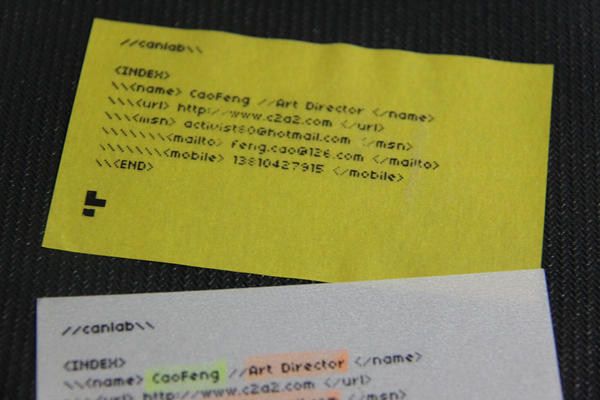 //canlab\\
<INDEX>
\\<name> CaoFeng //Art Director </name>
\\<url> http://www.c2a2.com </url>
\\\<msn> activist80@hotmail.com </msn>
\\\\\\\<mailto> feng.cao@126.com </mailto>
\\\\\\\<mobile> 13810427915 </mobile>
\\<END>
//canlab\\
<INDEX>
\\<name> CaoFeng //Art Director </name>
\\<url> http://www.c2a2.com </url>
</msn>